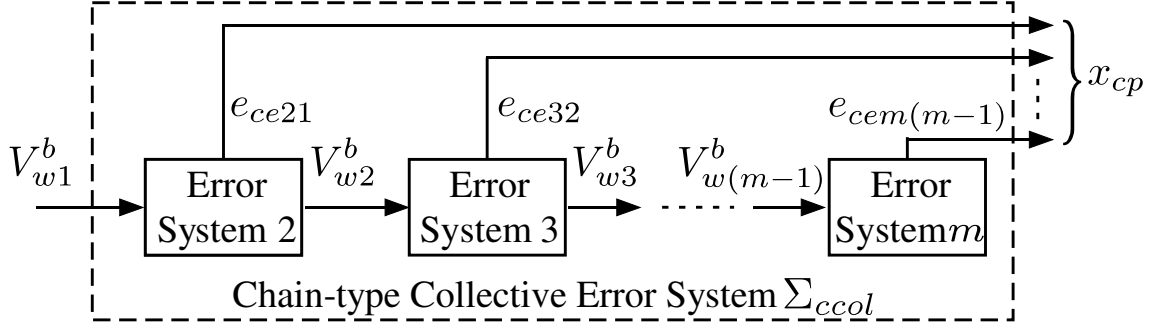 e_{ce21}
e_{ce32}
e_{cem(m-1)}
x_{cp}
V^b_{w1}
V^b_{w2}
V^b_{w3}
V^b_{w(m-1)}
Error
System 2
Error
System 3
Error
System m
Chain-type Collective Error System Σ_{ccol}